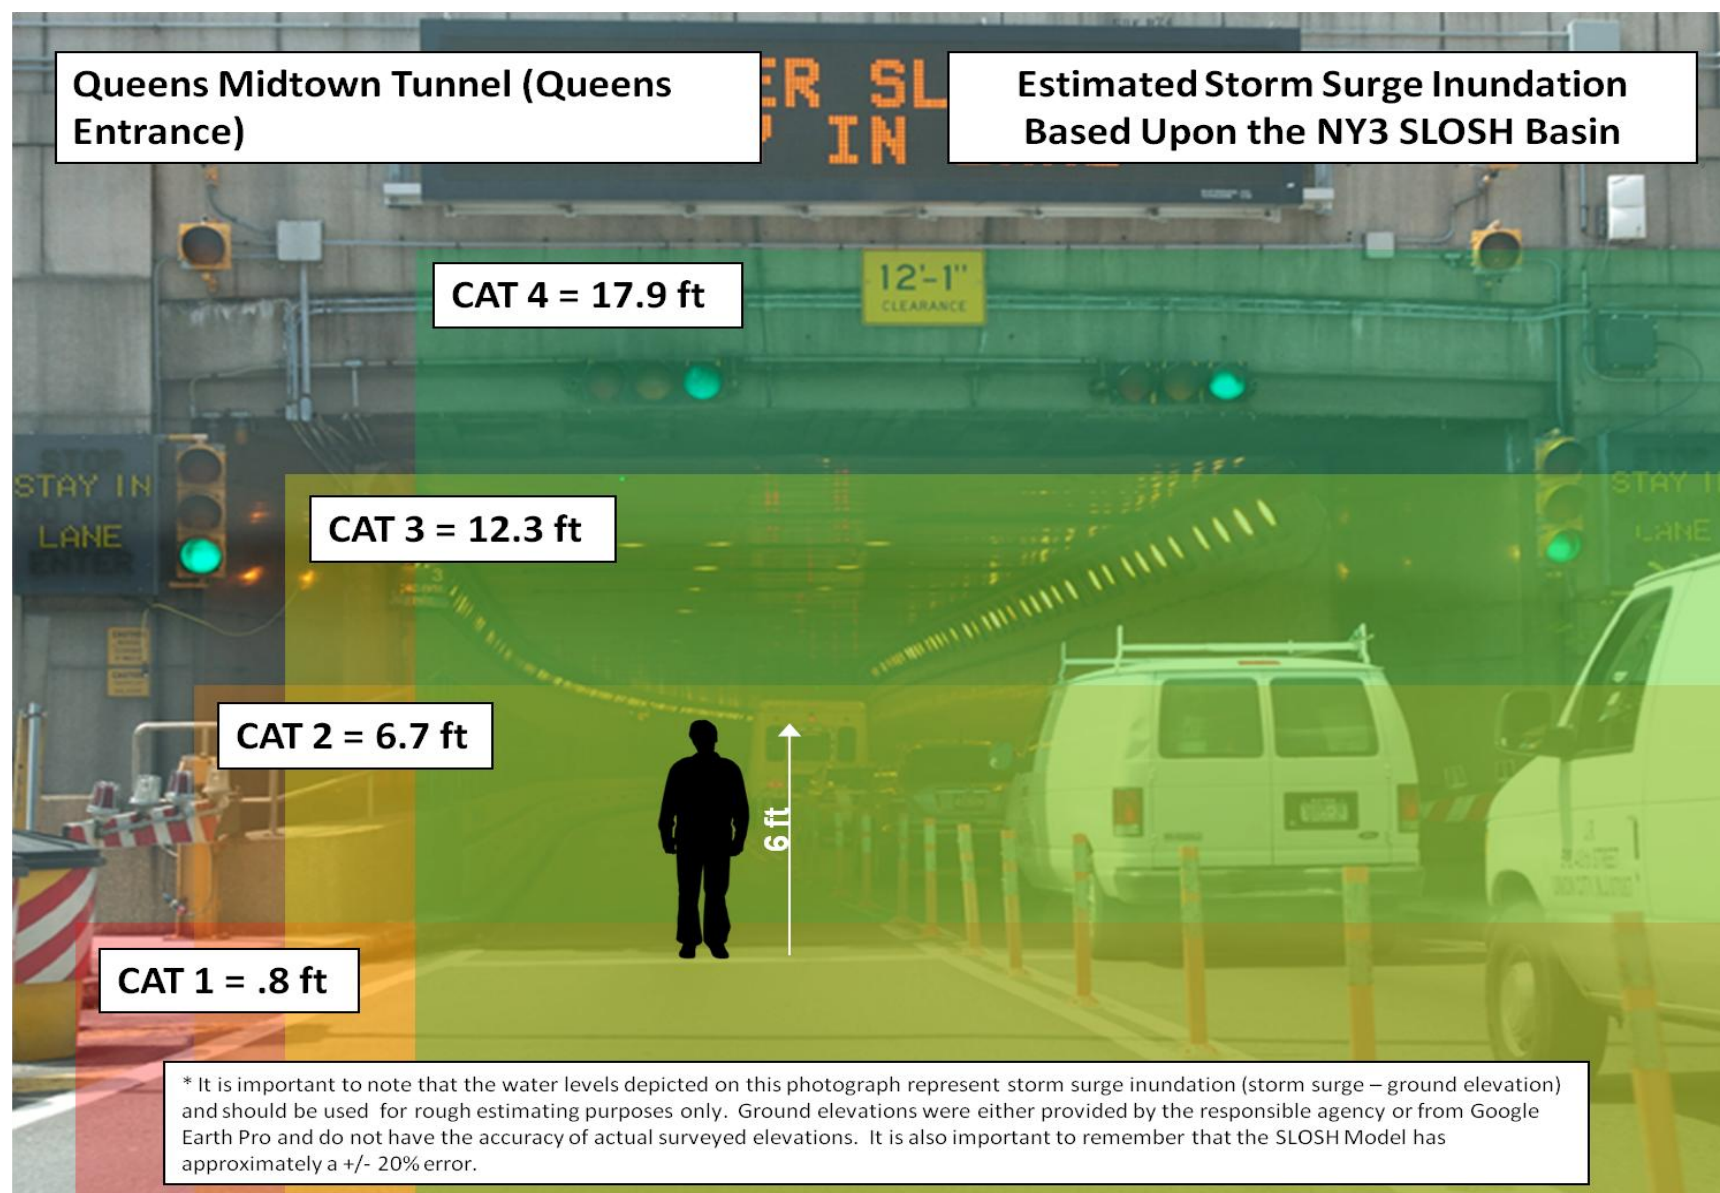 Queens Midtown Tunnel (Queens
Entrance)
Estimated Storm Surge Inundation
Based Upon the NY3 SLOSH Basin
ER SL
IN
12'-1"
CLEARANCE
CAT 4 = 17.9 ft
STOP
STAY IN
LANE
ENTER
STAY I
LANE
CAT 3 = 12.3 ft
CAT 2 = 6.7 ft
6 ft
CAT 1 = .8 ft
* It is important to note that the water levels depicted on this photograph represent storm surge inundation (storm surge – ground elevation)
and should be used for rough estimating purposes only. Ground elevations were either provided by the responsible agency or from Google
Earth Pro and do not have the accuracy of actual surveyed elevations. It is also important to remember that the SLOSH Model has
approximately a +/- 20% error.